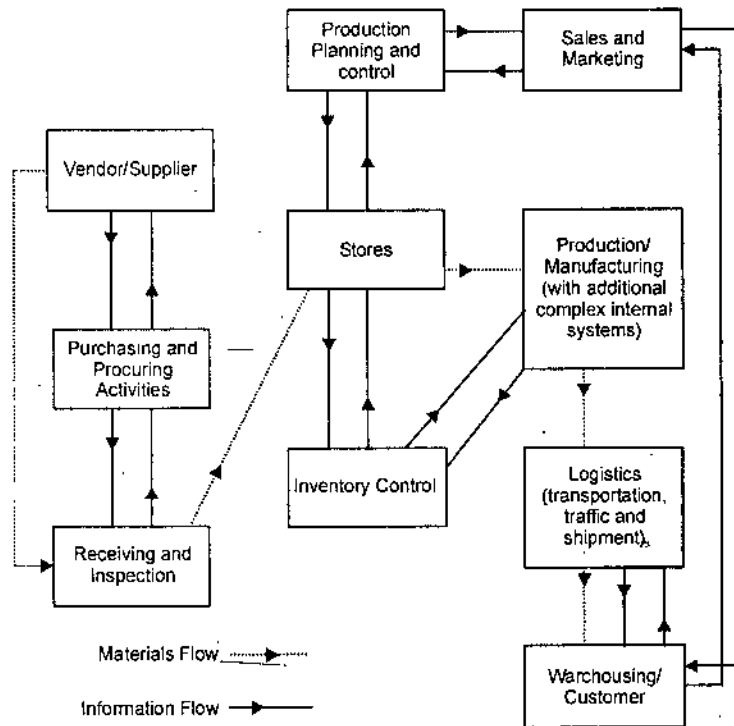 Production
Planning and
control
Sales and
Marketing
Vendor/Supplier
Stores
Production/
Manufacturing
(with additional
complex internal
systems)
Purchasing and
Procuring
Activities
Inventory Control
Logistics
(transportation,
traffic and
shipment)
Receiving and
Inspection
Materials Flow
Warchousing/
Customer
Information Flow